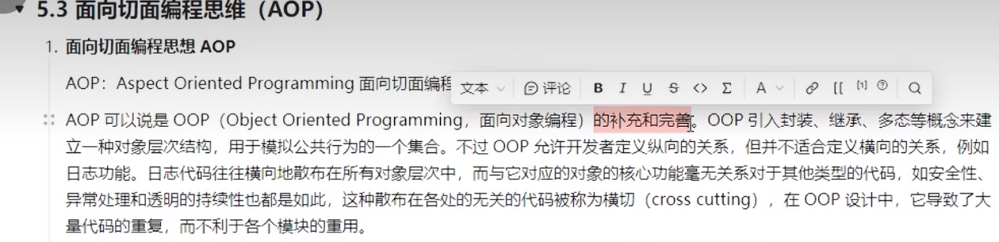 5.3 面向切面编程思维（AOP）
1. 面向切面编程思想 AOP
AOP：Aspect Oriented Programming 面向切面编程
文本 评论 B I U S <> Σ A [[ [1] ?
AOP 可以说是 OOP（Object Oriented Programming，面向对象编程）的补充和完善。OOP 引入封装、继承、多态等概念来建
立一种对象层次结构，用于模拟公共行为的一个集合。不过 OOP 允许开发者定义纵向的关系，但并不适合定义横向的关系，例如
日志功能。日志代码往往横向地散布在所有对象层次中，而与它对应的对象的核心功能毫无关系对于其他类型的代码，如安全性、
异常处理和透明的持续性也都是如此，这种散布在各处的无关的代码被称为横切（cross cutting），在 OOP 设计中，它导致了大
量代码的重复，而不利于各个模块的重用。